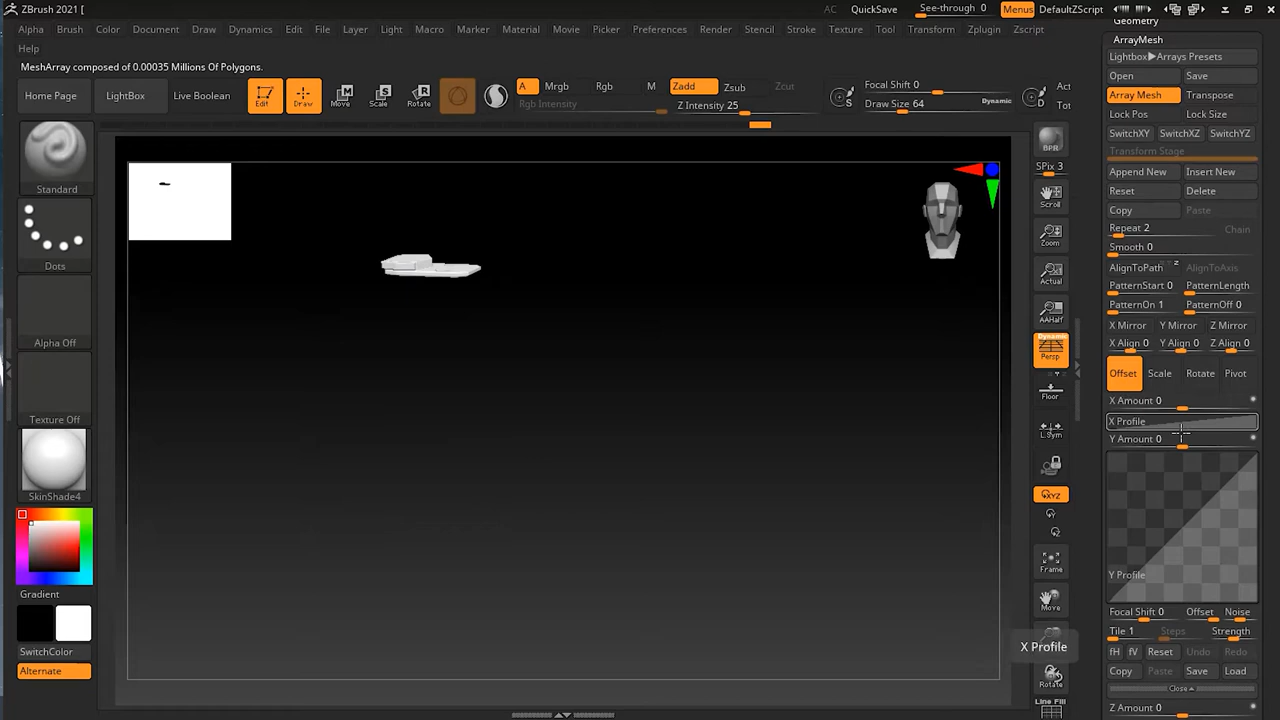 ZBrush 2021 [
AC QuickSave See-through 0 Menus DefaultZScript
Alpha Brush Color Document Draw Dynamics Edit File Layer Light Macro Marker Material Movie Picker Preferences Render Stencil Stroke Texture Tool Transform Zplugin Zscript
Help
MeshArray composed of 0.00035 Millions Of Polygons.
Home Page LightBox Live Boolean Edit Draw Move Scale Rotate
A Mrgb Rgb M Zadd Zsub Zcut
Rgb Intensity Z Intensity 25
Focal Shift 0
Draw Size 64 Dynamic
S D
Act
Tot
Standard
Dots
Alpha Off
Texture Off
SkinShade4
Gradient
SwitchColor
Alternate
BPR
SPix 3
Scroll
Zoom
Actual
AAHalf
Dynamic
Persp
Floor
L.Sym
XYZ
Y
Z
Frame
Move
X Profile
Rotate
Line Fill
Geometry
ArrayMesh
Lightbox▶Arrays Presets
Open Save
Array Mesh Transpose
Lock Pos Lock Size
SwitchXY SwitchXZ SwitchYZ
Transform Stage
Append New Insert New
Reset Delete
Copy Paste
Repeat 2 Chain
Smooth 0
AlignToPath z AlignToAxis
PatternStart 0 PatternLength
PatternOn 1 PatternOff 0
X Mirror Y Mirror Z Mirror
X Align 0 Y Align 0 Z Align 0
Offset Scale Rotate Pivot
X Amount 0
X Profile
Y Amount 0
Y Profile
Focal Shift 0 Offset Noise
Tile 1 Steps Strength
fH fV Reset Undo Redo
Copy Paste Save Load
Close
Z Amount 0